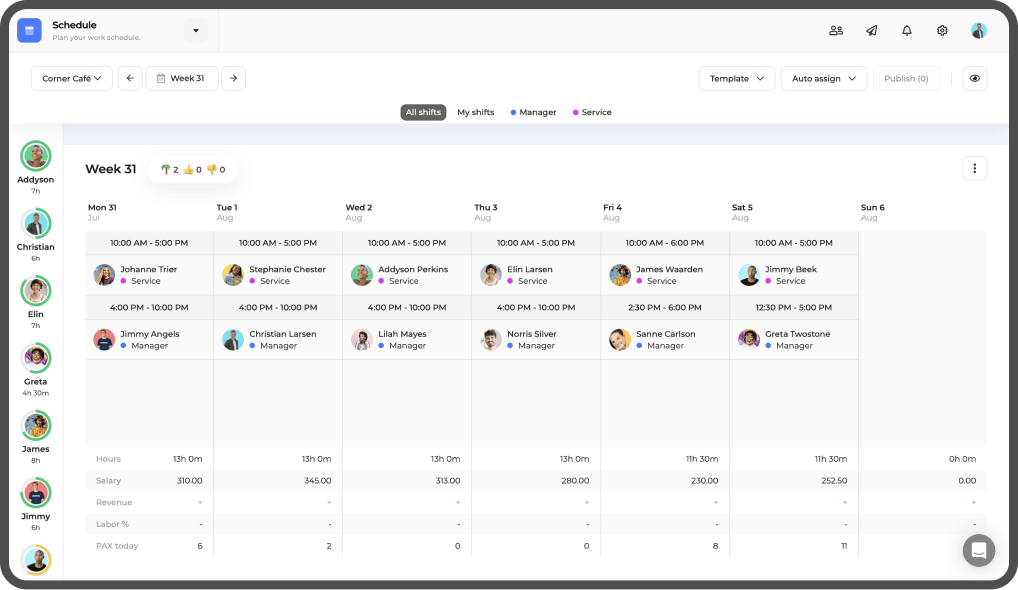 Schedule
Plan your work schedule.
Corner Café
Week 31
Template
Auto assign
Publish (0)
All shifts My shifts Manager Service
Addyson
7h
Christian
6h
Elin
7h
Greta
4h 30m
James
8h
Jimmy
6h
Week 31 2 0 0
Mon 31 Tue 1 Wed 2 Thu 3 Fri 4 Sat 5 Sun 6
Jul Aug Aug Aug Aug Aug Aug
10:00 AM - 5:00 PM 10:00 AM - 5:00 PM 10:00 AM - 5:00 PM 10:00 AM - 5:00 PM 10:00 AM - 6:00 PM 10:00 AM - 5:00 PM
Johanne Trier Stephanie Chester Addyson Perkins Elin Larsen James Waarden Jimmy Beek
Service Service Service Service Service Service
4:00 PM - 10:00 PM 4:00 PM - 10:00 PM 4:00 PM - 10:00 PM 4:00 PM - 10:00 PM 2:30 PM - 6:00 PM 12:30 PM - 5:00 PM
Jimmy Angels Christian Larsen Lilah Mayes Norris Silver Sanne Carlson Greta Twostone
Manager Manager Manager Manager Manager Manager
Hours 13h 0m 13h 0m 13h 0m 13h 0m 11h 30m 11h 30m 0h 0m
Salary 310.00 345.00 313.00 280.00 230.00 252.50 0.00
Revenue + + + + + + +
Labor % - - - - - - -
PAX today 6 2 0 0 8 11